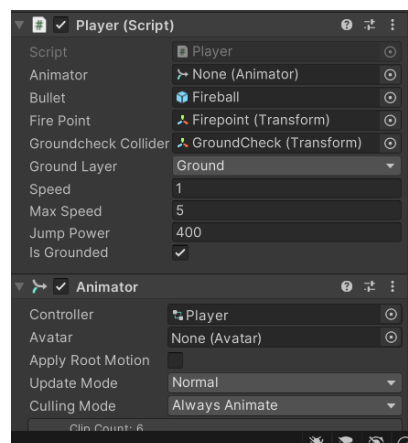 Player (Script)
Script Player
Animator None (Animator)
Bullet Fireball
Fire Point Firepoint (Transform)
Groundcheck Collider GroundCheck (Transform)
Ground Layer Ground
Speed 1
Max Speed 5
Jump Power 400
Is Grounded
Animator
Controller Player
Avatar None (Avatar)
Apply Root Motion
Update Mode Normal
Culling Mode Always Animate
Clip Count: 6